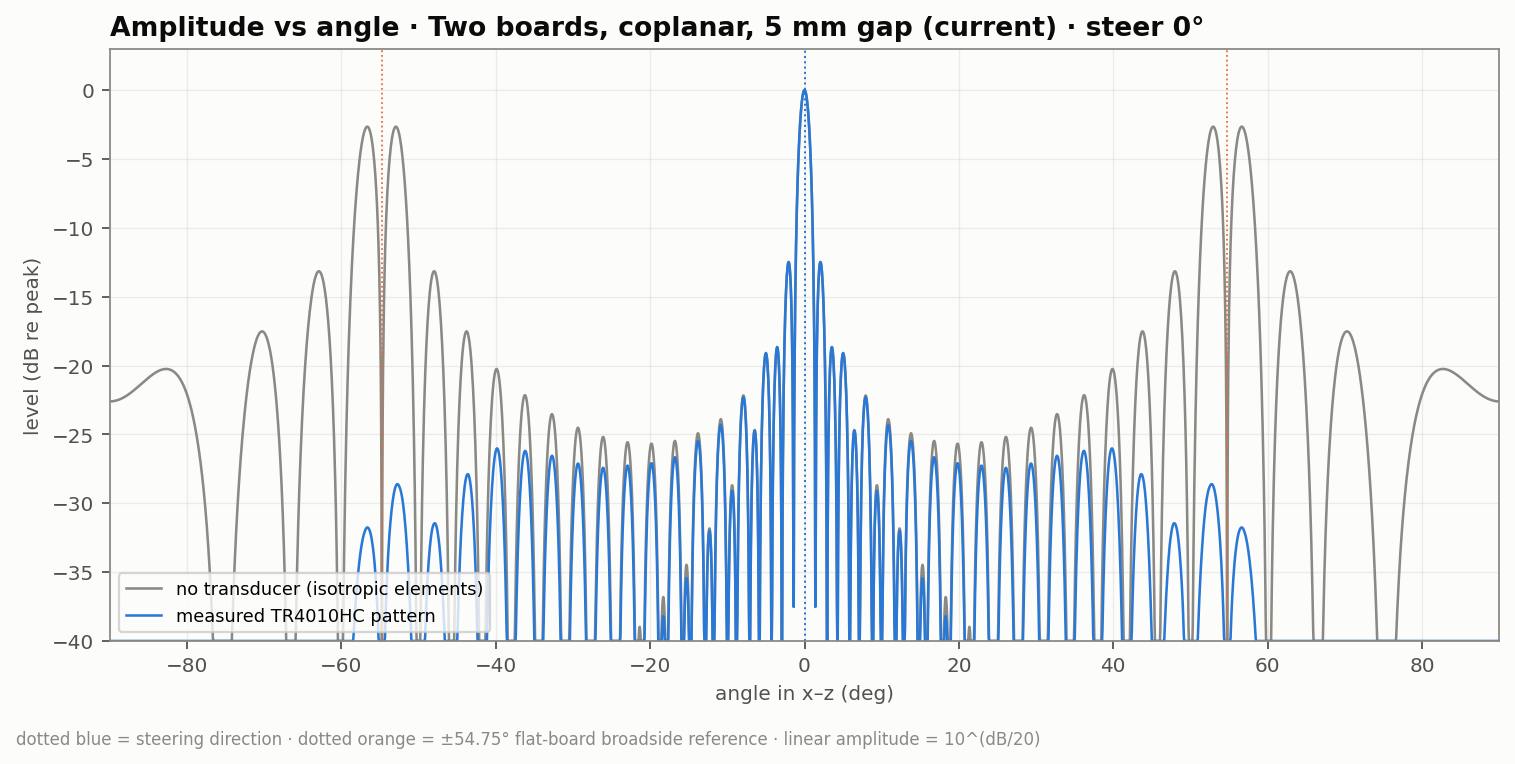 Amplitude vs angle · Two boards, coplanar, 5 mm gap (current) · steer 0°
level (dB re peak)
0
−5
−10
−15
−20
−25
−30
−35
−40
no transducer (isotropic elements)
measured TR4010HC pattern
−80 −60 −40 −20 0 20 40 60 80
angle in x–z (deg)
dotted blue = steering direction · dotted orange = ±54.75° flat-board broadside reference · linear amplitude = 10^(dB/20)